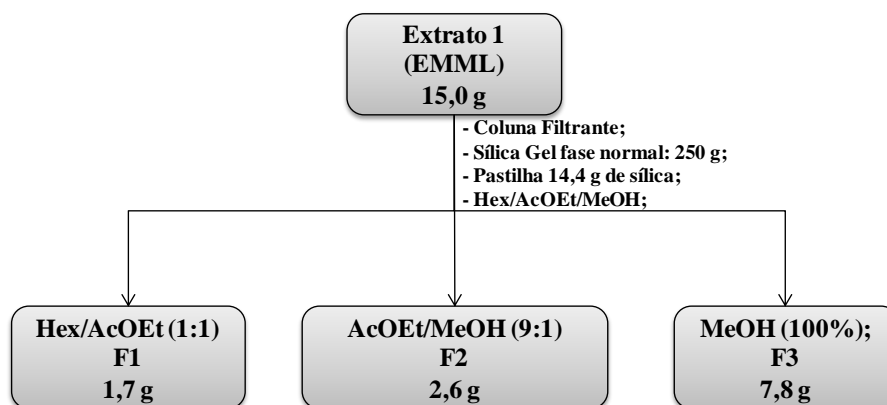 Extrato 1
(EMML)
15,0 g
- Coluna Filtrante;
- Sílica Gel fase normal: 250 g;
- Pastilha 14,4 g de sílica;
- Hex/AcOEt/MeOH;
Hex/AcOEt (1:1)
F1
1,7 g
AcOEt/MeOH (9:1)
F2
2,6 g
MeOH (100%);
F3
7,8 g